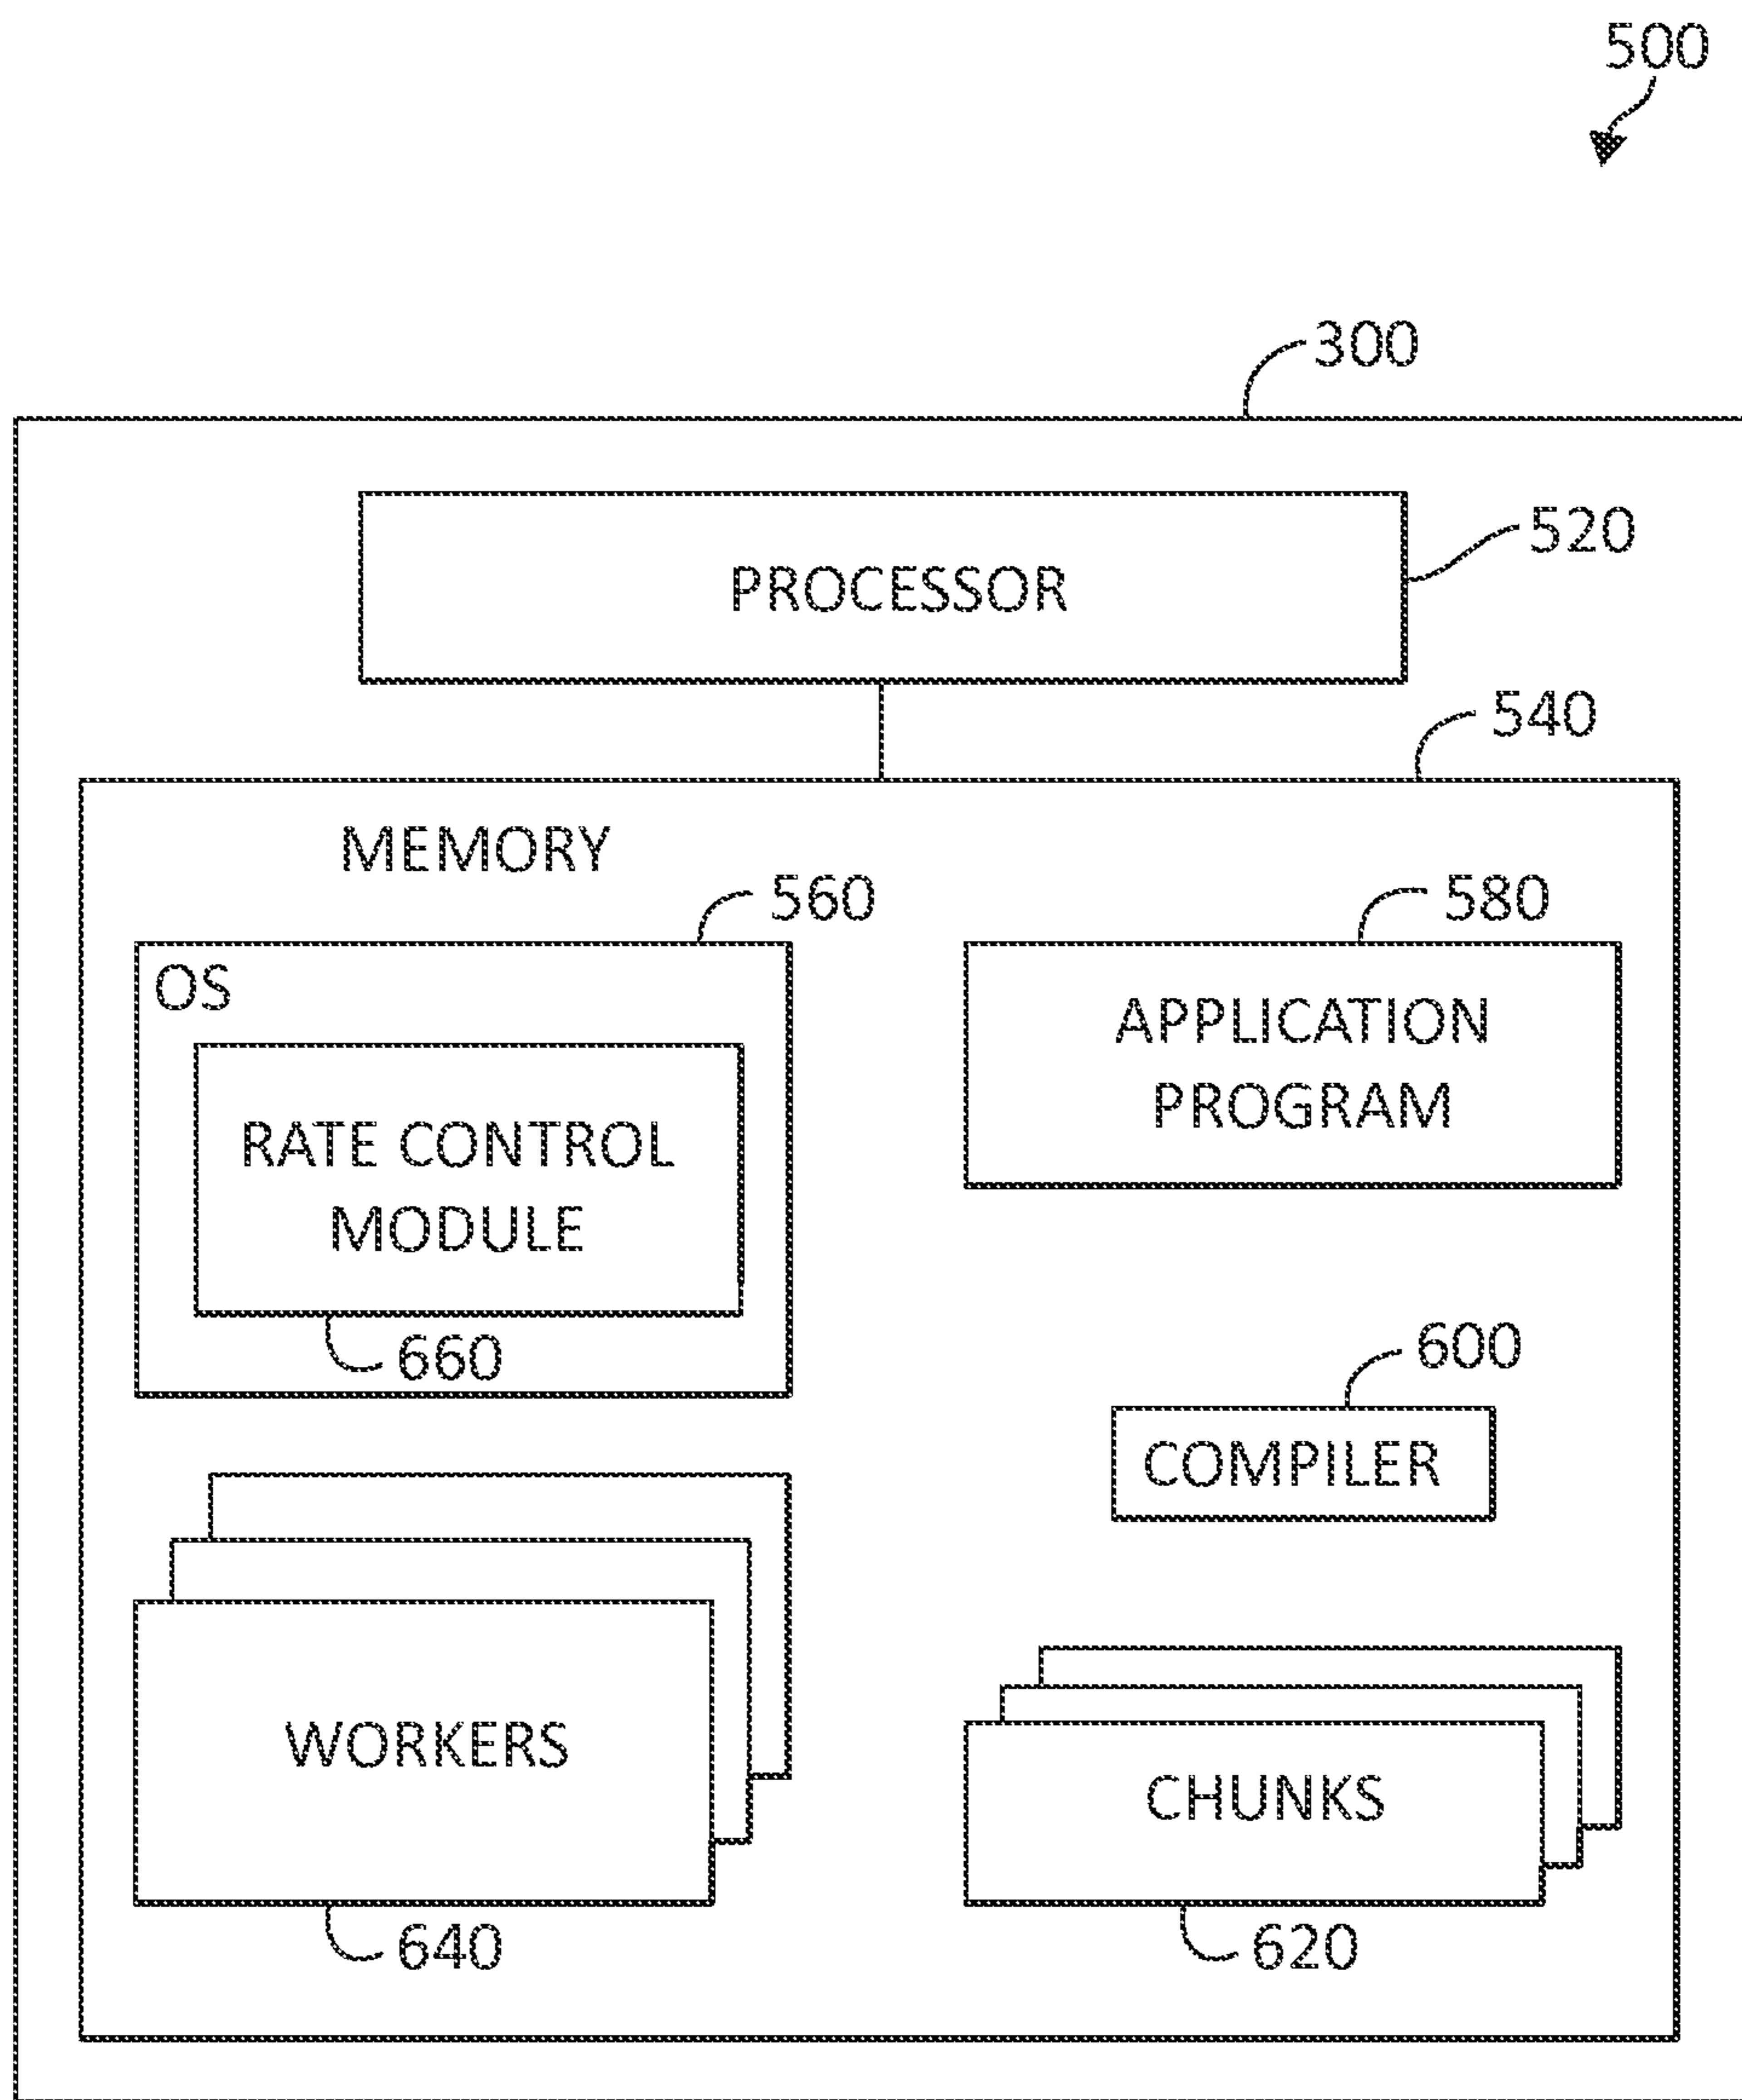 500
300
PROCESSOR
520
540
MEMORY
560
580
OS
APPLICATION
PROGRAM
RATE CONTROL
MODULE
660
600
COMPILER
WORKERS
CHUNKS
640
620